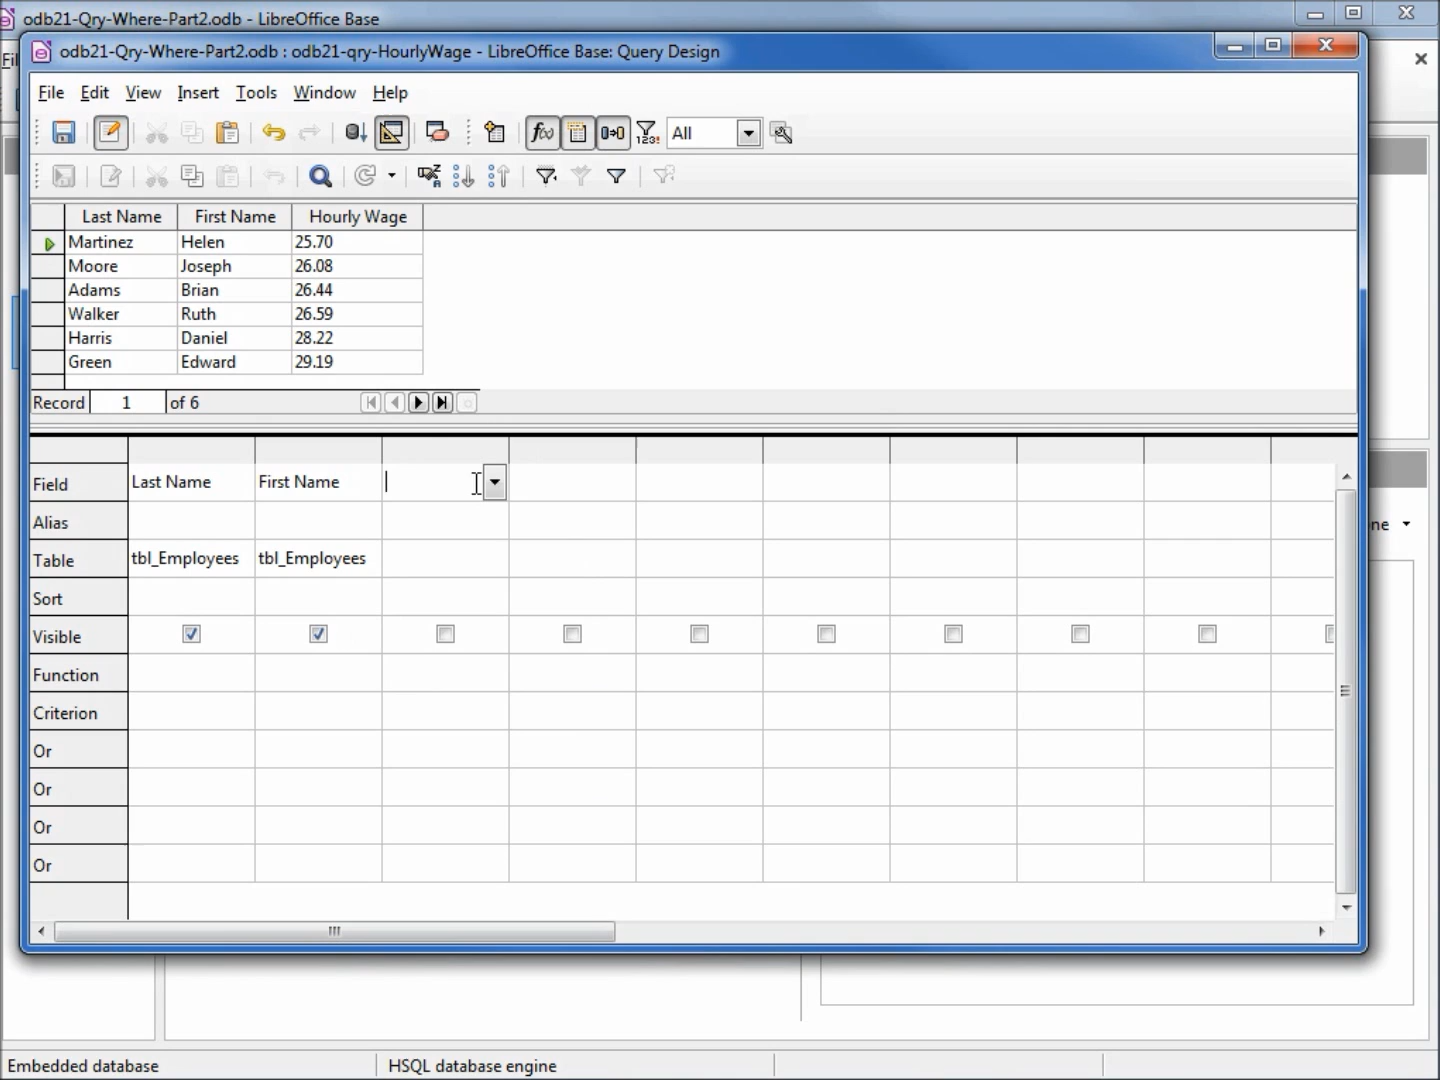 odb21-Qry-Where-Part2.odb - LibreOffice Base
odb21-Qry-Where-Part2.odb : odb21-qry-HourlyWage - LibreOffice Base: Query Design
File Edit View Insert Tools Window Help
All
Last Name First Name Hourly Wage
Martinez Helen 25.70
Moore Joseph 26.08
Adams Brian 26.44
Walker Ruth 26.59
Harris Daniel 28.22
Green Edward 29.19
Record 1 of 6
Field Last Name First Name
Alias
Table tbl_Employees tbl_Employees
Sort
Visible
Function
Criterion
Or
Or
Or
Or
Embedded database HSQL database engine